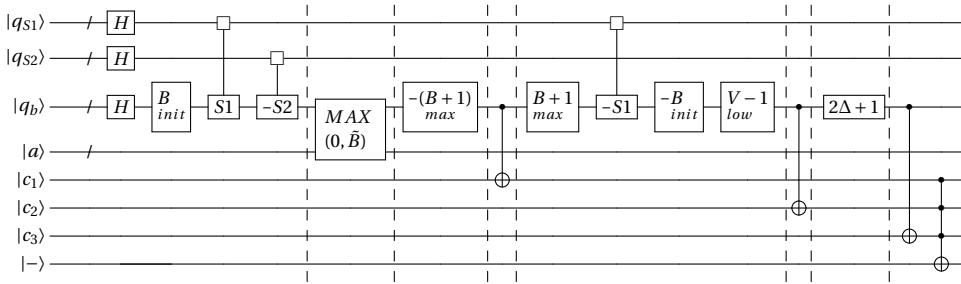 |q_{S1}⟩ / H
|q_{S2}⟩ / H
|q_b⟩ / H B init S1 −S2 MAX (0, B̃) −(B + 1) max B + 1 max −S1 −B init V − 1 low 2Δ + 1
|a⟩ /
|c_1⟩
|c_2⟩
|c_3⟩
|−⟩